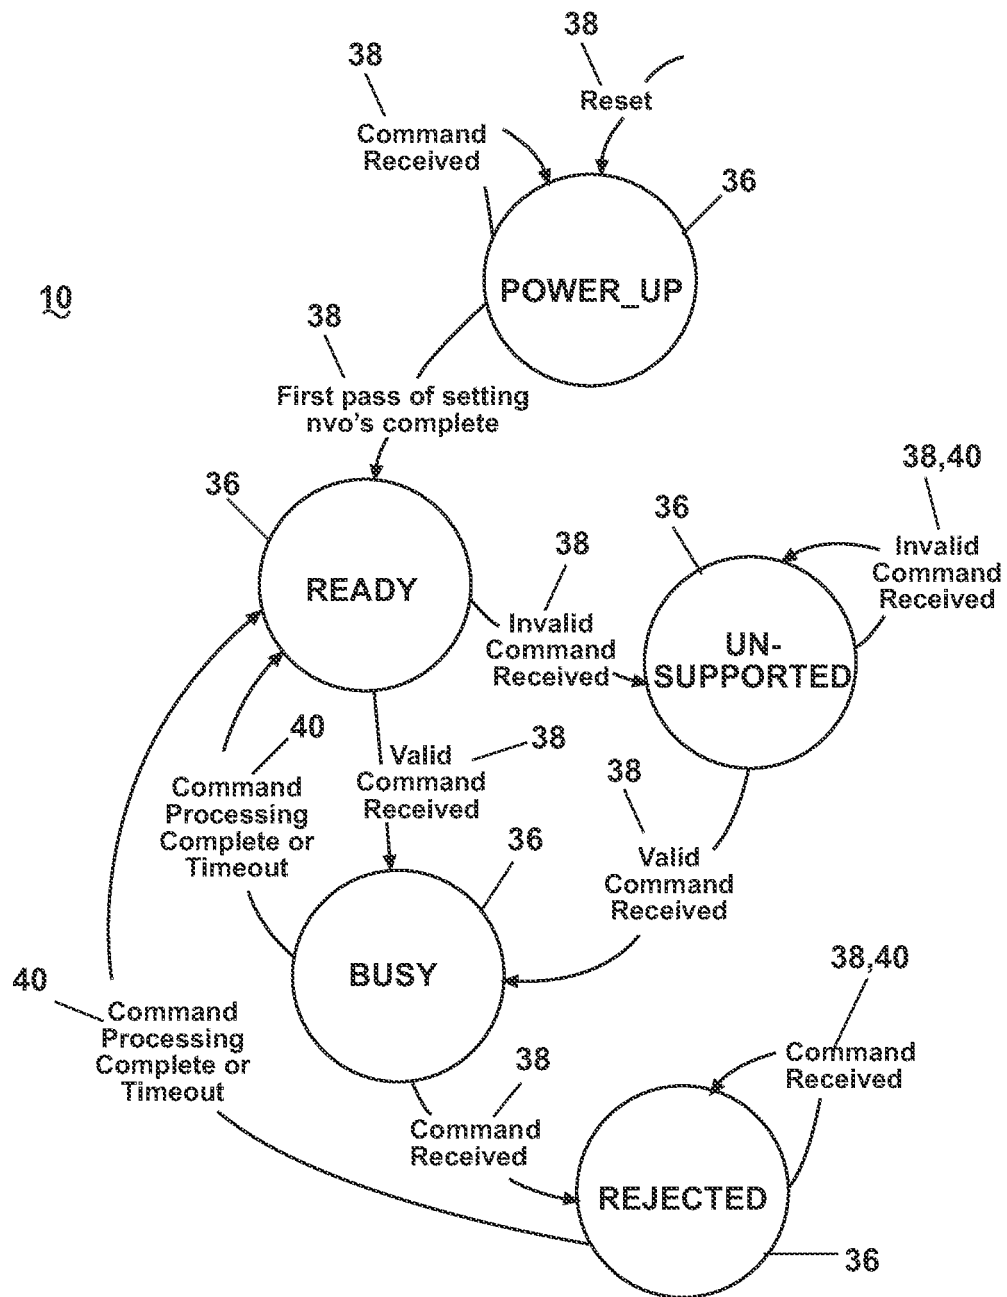 38
38
Reset
Command
Received
36
POWER_UP
10
38
First pass of setting
nvo's complete
36
READY
38
Invalid
Command
Received
36
UN-
SUPPORTED
38,40
Invalid
Command
Received
40
Command
Processing
Complete or
Timeout
Valid
Command
Received
38
38
Valid
Command
Received
36
BUSY
40
Command
Processing
Complete or
Timeout
38
Command
Received
38,40
Command
Received
REJECTED
36